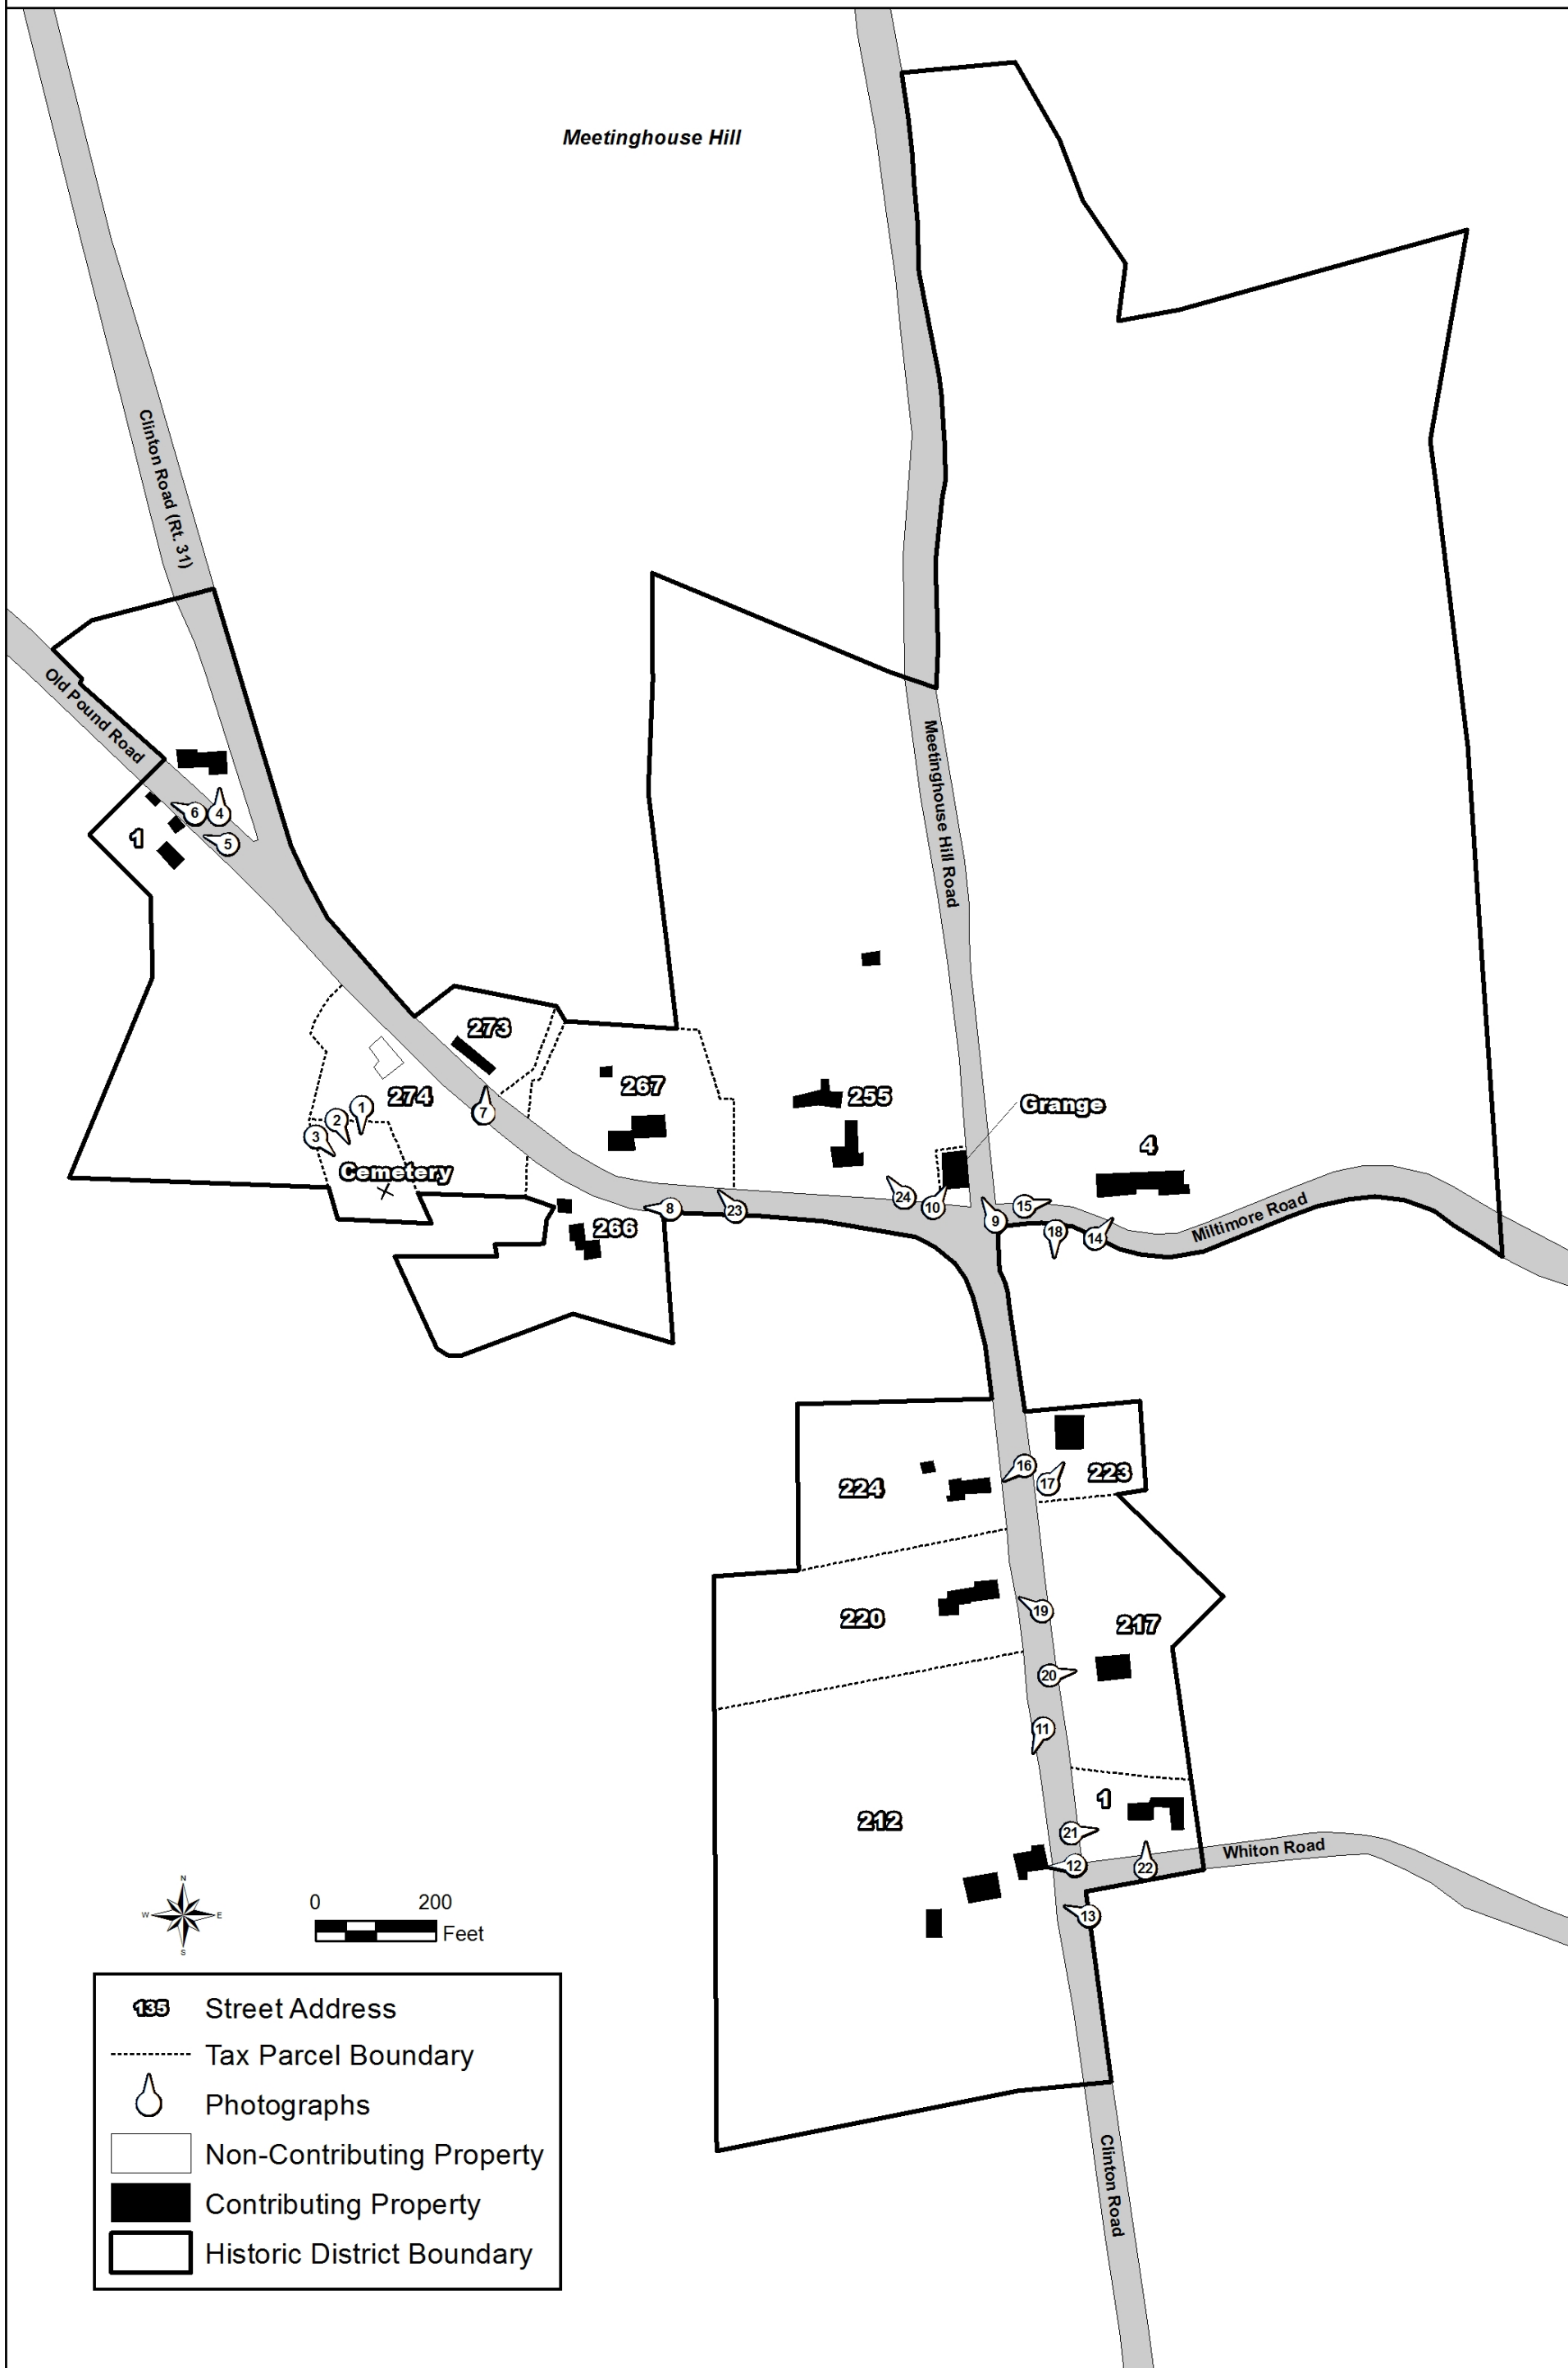 Meetinghouse Hill
Clinton Road (Rt. 31)
Old Pound Road
Meetinghouse Hill Road
6
4
5
1
273
267
274
255
Grange
1
2
3
7
Cemetery
4
266
8
23
24
10
9
15
18
14
Miltimore Road
16
17
223
224
19
220
217
20
11
1
212
21
12
22
Whiton Road
13
N
W
E
S
0 200
Feet
135 Street Address
Tax Parcel Boundary
Photographs
Non-Contributing Property
Contributing Property
Historic District Boundary
Clinton Road